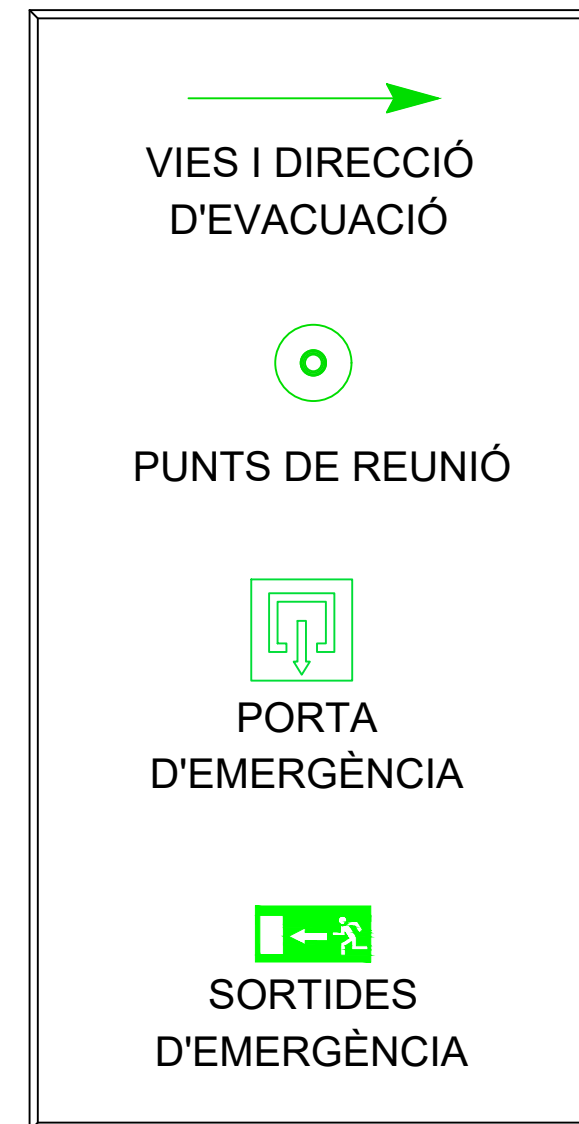 VIES I DIRECCIÓ
D'EVACUACIÓ
PUNTS DE REUNIÓ
PORTA
D'EMERGÈNCIA
SORTIDES
D'EMERGÈNCIA